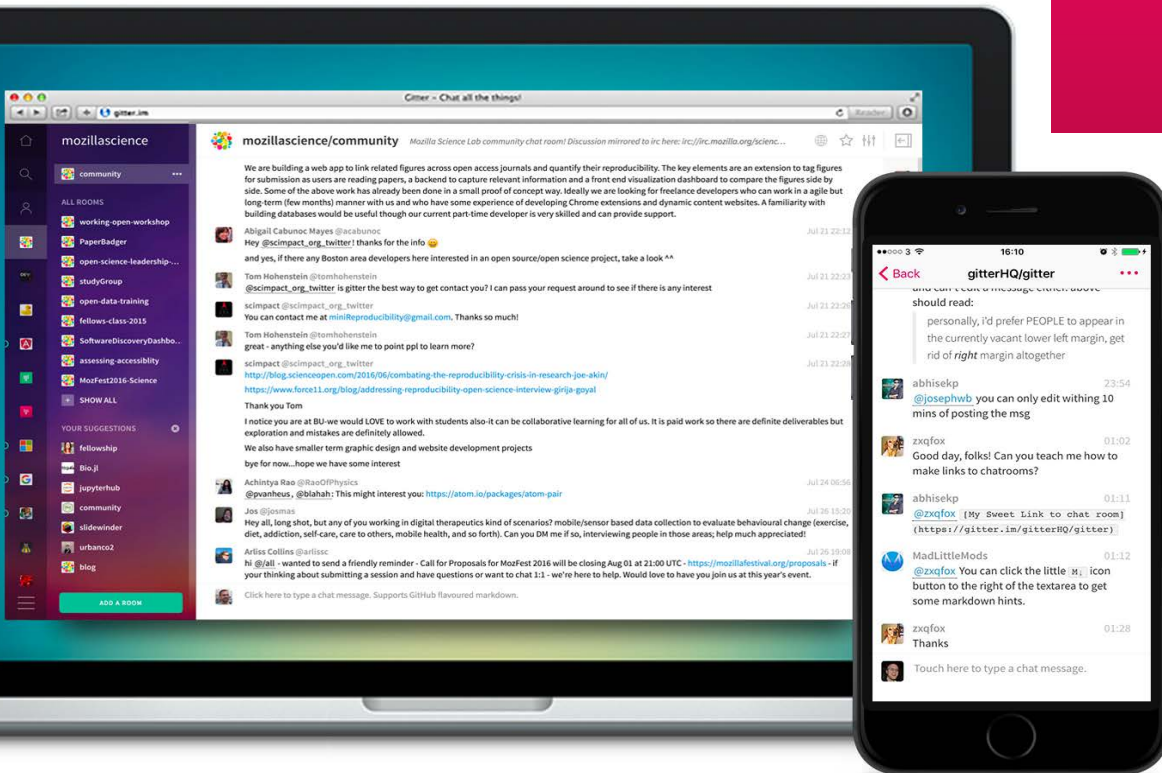 Gitter – Chat all the things!
gitter.im
Reader
mozillascience
community
ALL ROOMS
working-open-workshop
PaperBadger
open-science-leadership-...
studyGroup
open-data-training
fellows-class-2015
SoftwareDiscoveryDashbo..
assessing-accessiblity
MozFest2016-Science
SHOW ALL
YOUR SUGGESTIONS
fellowship
Bio.jl
jupyterhub
community
slidewinder
urbanco2
blog
ADD A ROOM
mozillascience/community Mozilla Science Lab community chat room! Discussion mirrored to irc here: irc://irc.mozilla.org/scienc...
We are building a web app to link related figures across open access journals and quantify their reproducibility. The key elements are an extension to tag figures
for submission as users are reading papers, a backend to capture relevant information and a front end visualization dashboard to compare the figures side by
side. Some of the above work has already been done in a small proof of concept way. Ideally we are looking for freelance developers who can work in a agile but
long-term (few months) manner with us and who have some experience of developing Chrome extensions and dynamic content websites. A familiarity with
building databases would be useful though our current part-time developer is very skilled and can provide support.
Abigail Cabunoc Mayes @acabunoc Jul 21 22:12
Hey @scimpact_org_twitter! thanks for the info 😀
and yes, if there any Boston area developers here interested in an open source/open science project, take a look ^^
Tom Hohenstein @tomhohenstein Jul 21 22:23
@scimpact_org_twitter is gitter the best way to get contact you? I can pass your request around to see if there is any interest
scimpact @scimpact_org_twitter Jul 21 22:26
You can contact me at miniReproducibility@gmail.com. Thanks so much!
Tom Hohenstein @tomhohenstein Jul 21 22:27
great - anything else you'd like me to point ppl to learn more?
scimpact @scimpact_org_twitter Jul 21 22:28
http://blog.scienceopen.com/2016/06/combating-the-reproducibility-crisis-in-research-joe-akin/
https://www.force11.org/blog/addressing-reproducibility-open-science-interview-girija-goyal
Thank you Tom
I notice you are at BU-we would LOVE to work with students also-it can be collaborative learning for all of us. It is paid work so there are definite deliverables but
exploration and mistakes are definitely allowed.
We also have smaller term graphic design and website development projects
bye for now...hope we have some interest
Achintya Rao @RaoOfPhysics Jul 24 06:56
@pvanheus, @blahah: This might interest you: https://atom.io/packages/atom-pair
Jos @josmas Jul 26 15:20
Hey all, long shot, but any of you working in digital therapeutics kind of scenarios? mobile/sensor based data collection to evaluate behavioural change (exercise,
diet, addiction, self-care, care to others, mobile health, and so forth). Can you DM me if so, interviewing people in those areas; help much appreciated!
Arliss Collins @arlissc Jul 26 19:08
hi @/all - wanted to send a friendly reminder - Call for Proposals for MozFest 2016 will be closing Aug 01 at 21:00 UTC - https://mozillafestival.org/proposals - if
your thinking about submitting a session and have questions or want to chat 1:1 - we're here to help. Would love to have you join us at this year's event.
Click here to type a chat message. Supports GitHub flavoured markdown.
3 16:10
Back gitterHQ/gitter
should read:
personally, i'd prefer PEOPLE to appear in
the currently vacant lower left margin, get
rid of right margin altogether
abhisekp 23:54
@josephwb you can only edit withing 10
mins of posting the msg
zxqfox 01:02
Good day, folks! Can you teach me how to
make links to chatrooms?
abhisekp 01:11
@zxqfox [My Sweet Link to chat room]
(https://gitter.im/gitterHQ/gitter)
MadLittleMods 01:12
@zxqfox You can click the little M↓ icon
button to the right of the textarea to get
some markdown hints.
zxqfox 01:28
Thanks
Touch here to type a chat message.